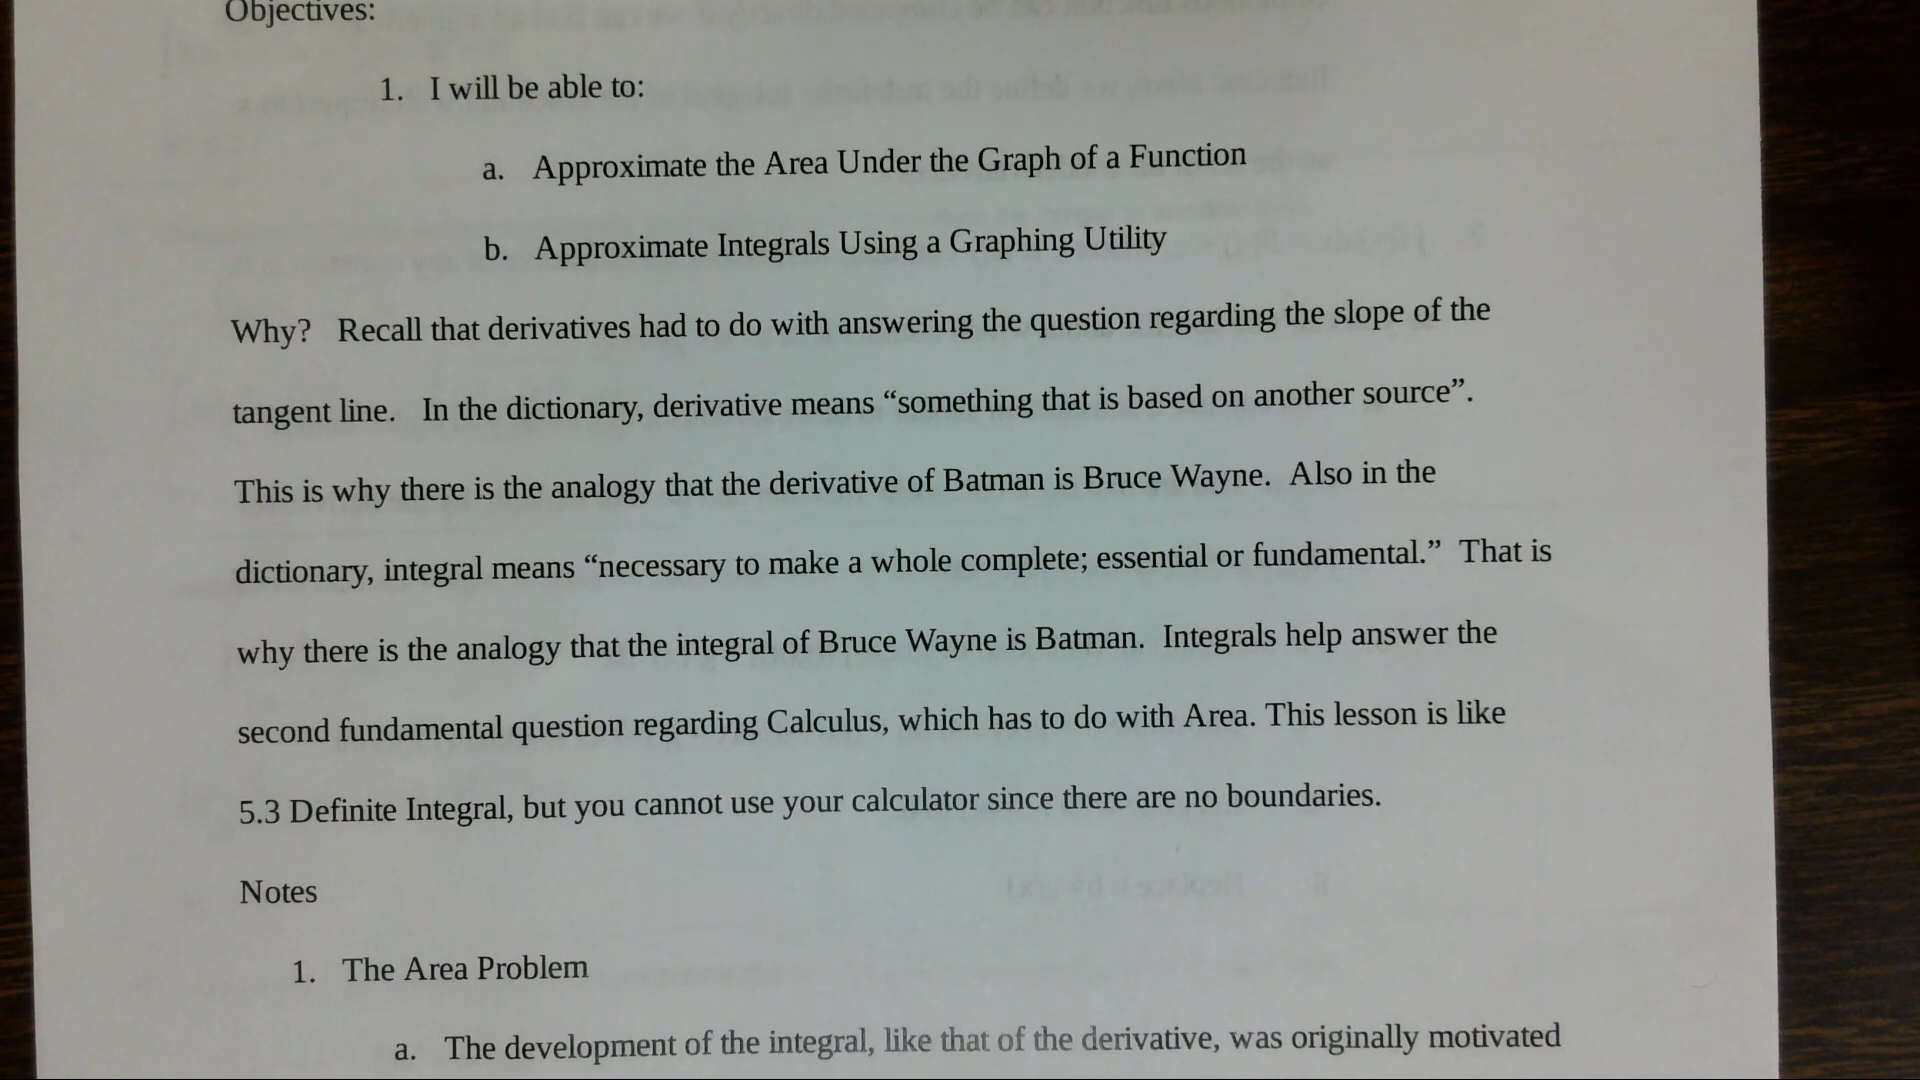 Objectives:
1. I will be able to:
a. Approximate the Area Under the Graph of a Function
b. Approximate Integrals Using a Graphing Utility
Why? Recall that derivatives had to do with answering the question regarding the slope of the
tangent line. In the dictionary, derivative means “something that is based on another source”.
This is why there is the analogy that the derivative of Batman is Bruce Wayne. Also in the
dictionary, integral means “necessary to make a whole complete; essential or fundamental.” That is
why there is the analogy that the integral of Bruce Wayne is Batman. Integrals help answer the
second fundamental question regarding Calculus, which has to do with Area. This lesson is like
5.3 Definite Integral, but you cannot use your calculator since there are no boundaries.
Notes
1. The Area Problem
a. The development of the integral, like that of the derivative, was originally motivated